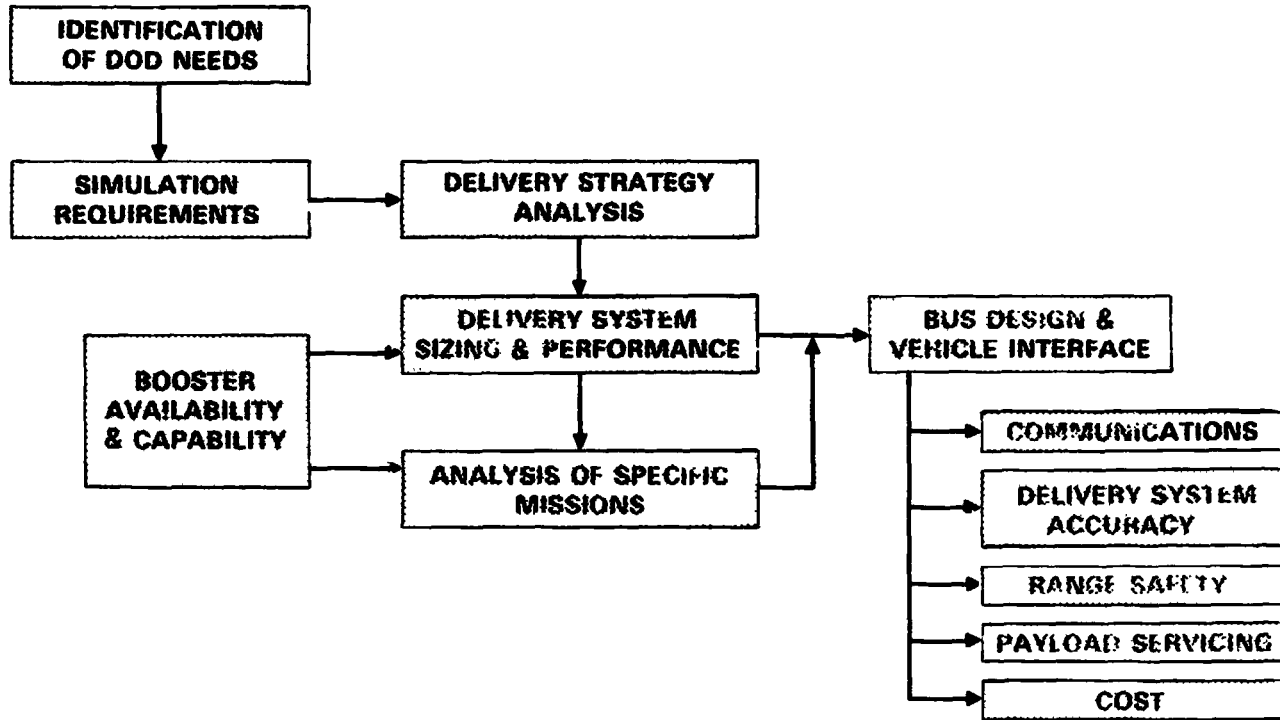 IDENTIFICATION
OF DOD NEEDS
SIMULATION
REQUIREMENTS
DELIVERY STRATEGY
ANALYSIS
BOOSTER
AVAILABILITY
& CAPABILITY
DELIVERY SYSTEM
SIZING & PERFORMANCE
ANALYSIS OF SPECIFIC
MISSIONS
BUS DESIGN &
VEHICLE INTERFACE
COMMUNICATIONS
DELIVERY SYSTEM
ACCURACY
RANGE SAFETY
PAYLOAD SERVICING
COST